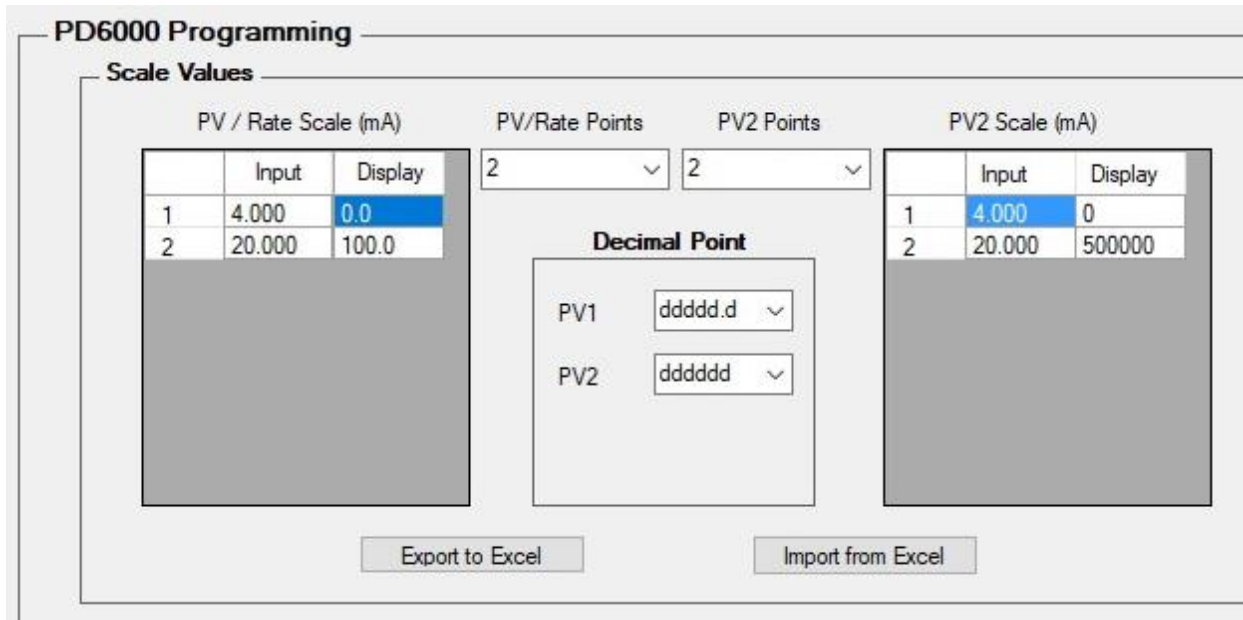 PD6000 Programming
Scale Values
PV / Rate Scale (mA) PV/Rate Points PV2 Points PV2 Scale (mA)
Input Display 2 2 Input Display
1 4.000 0.0 1 4.000 0
2 20.000 100.0 2 20.000 500000
Decimal Point
PV1 ddddd.d
PV2 dddddd
Export to Excel Import from Excel